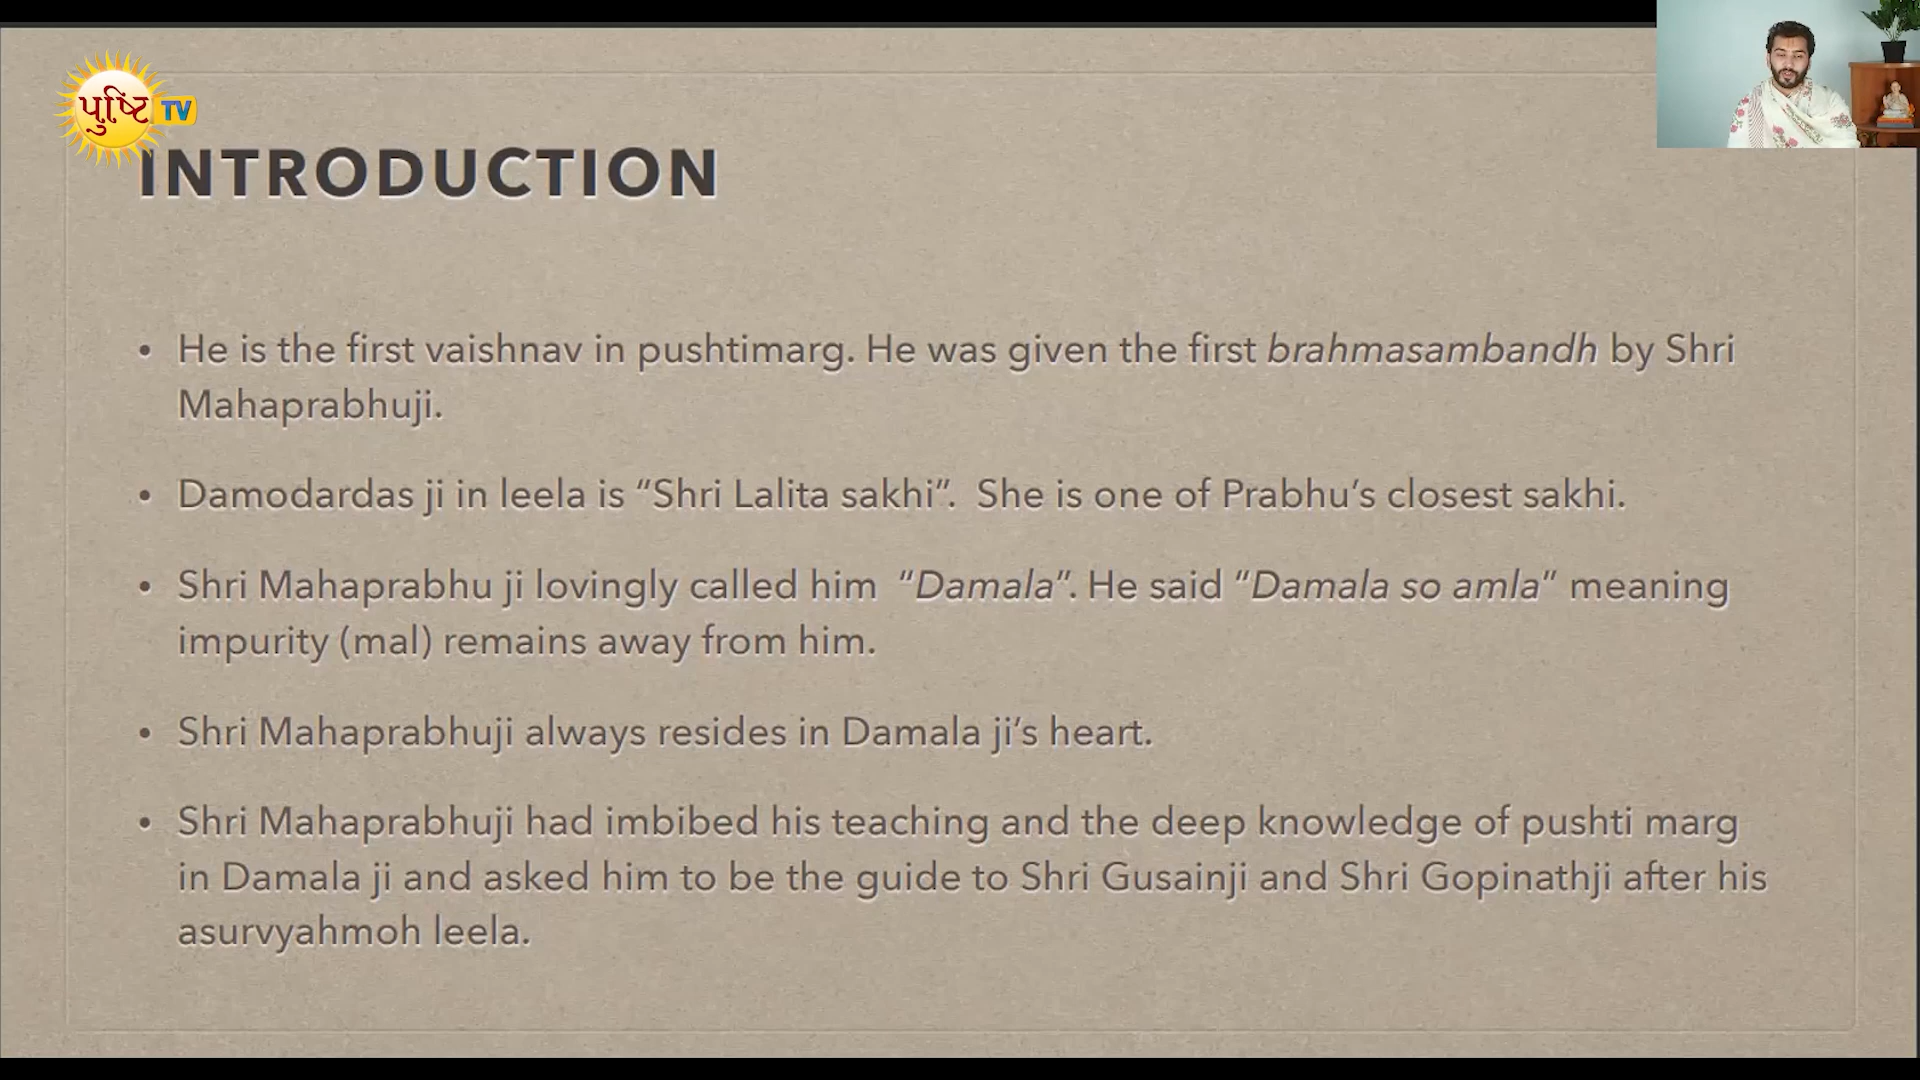 પુષ્ટિ TV
INTRODUCTION
• He is the first vaishnav in pushtimarg. He was given the first brahmasambandh by Shri
Mahaprabhuji.
• Damodardas ji in leela is “Shri Lalita sakhi”. She is one of Prabhu’s closest sakhi.
• Shri Mahaprabhu ji lovingly called him “Damala”. He said “Damala so amla” meaning
impurity (mal) remains away from him.
• Shri Mahaprabhuji always resides in Damala ji’s heart.
• Shri Mahaprabhuji had imbibed his teaching and the deep knowledge of pushti marg
in Damala ji and asked him to be the guide to Shri Gusainji and Shri Gopinathji after his
asurvyahmoh leela.